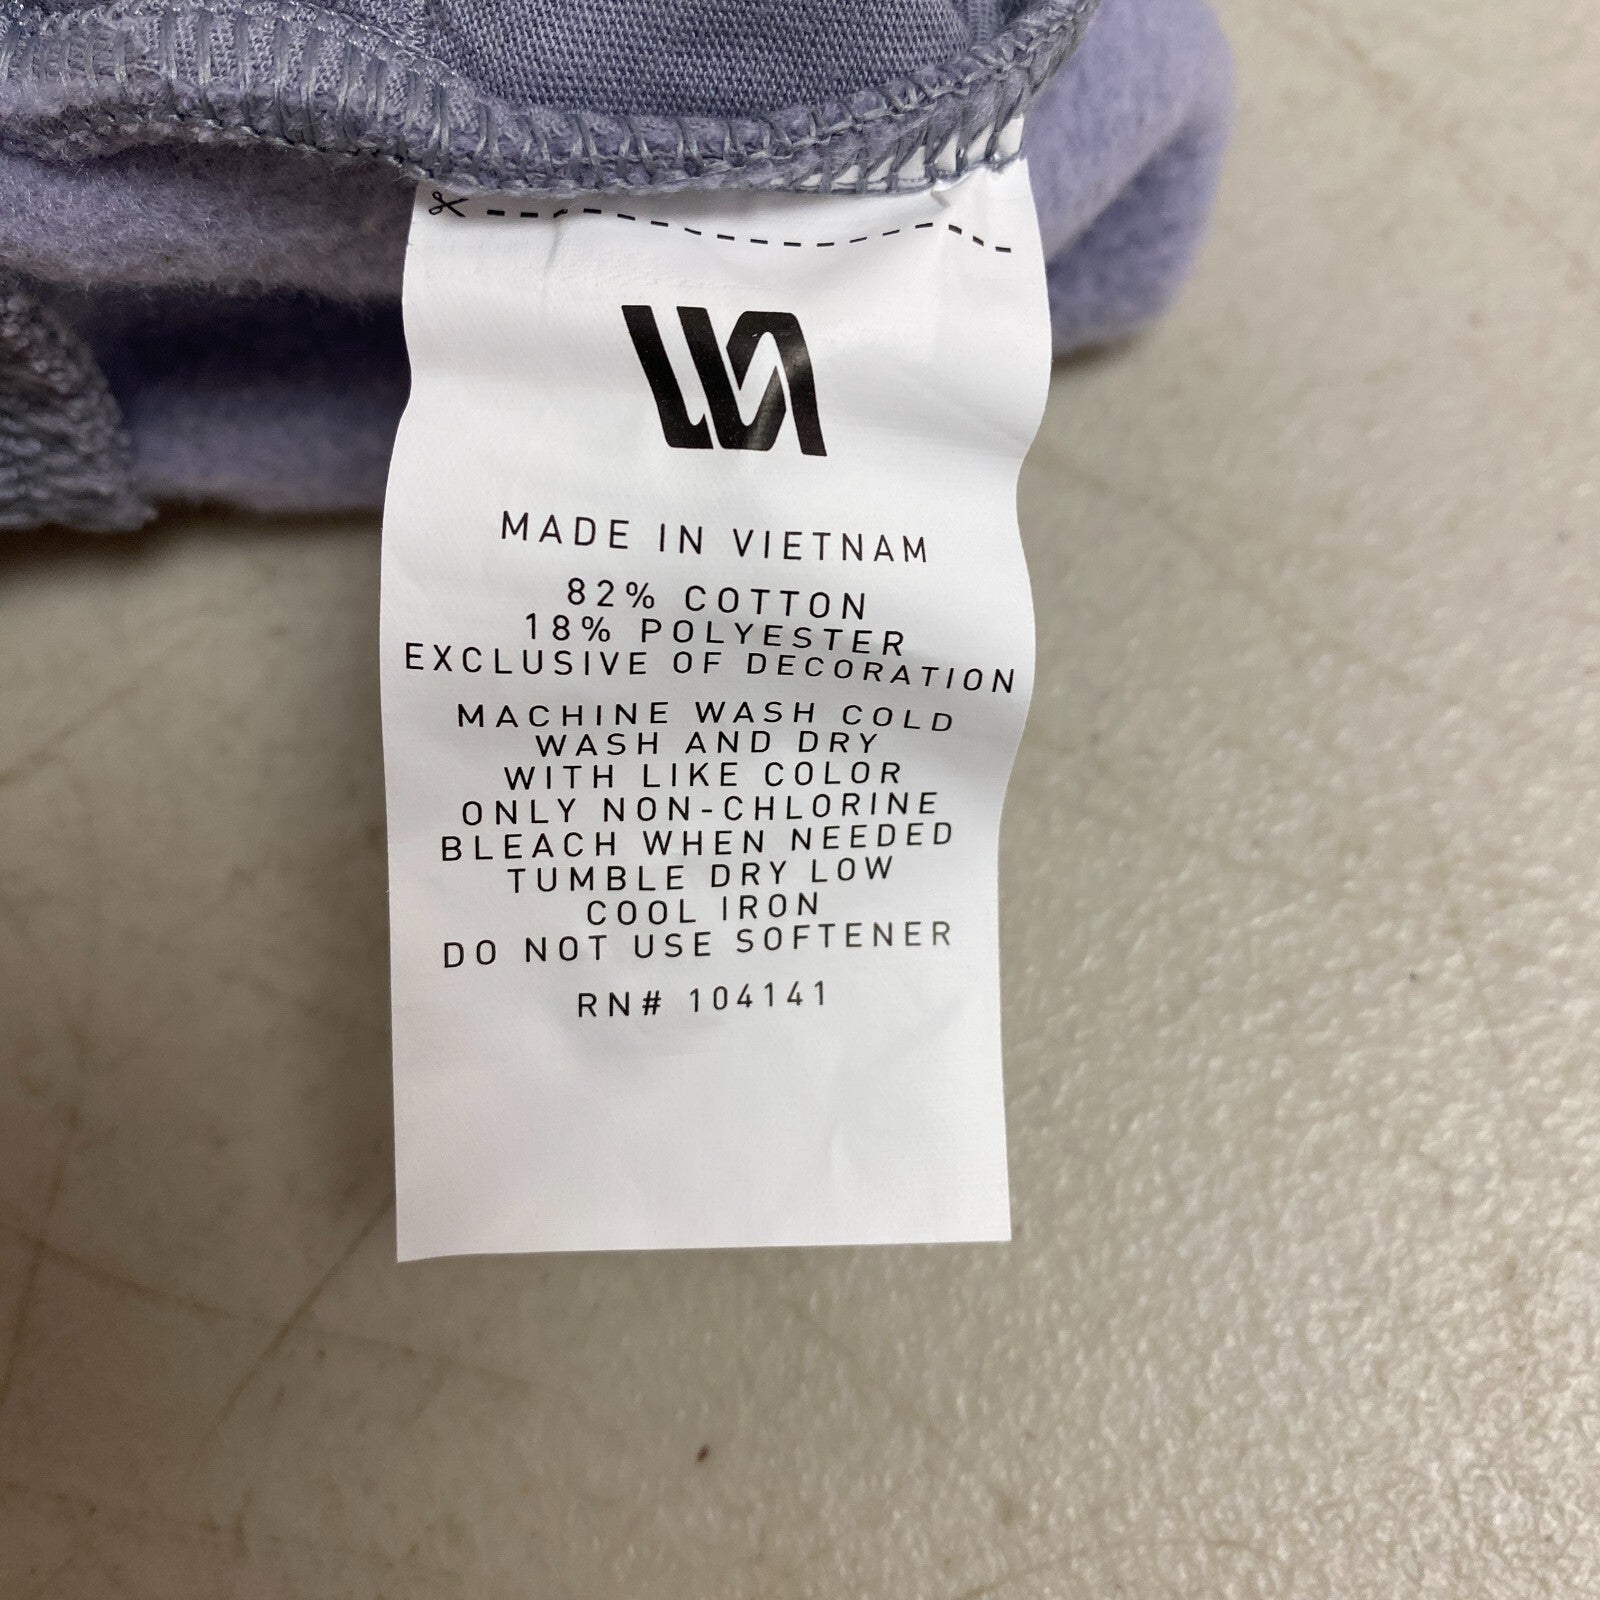 MADE IN VIETNAM
82% COTTON
18% POLYESTER
EXCLUSIVE OF DECORATION
MACHINE WASH COLD
WASH AND DRY
WITH LIKE COLOR
ONLY NON-CHLORINE
BLEACH WHEN NEEDED
TUMBLE DRY LOW
COOL IRON
DO NOT USE SOFTENER
RN# 104141